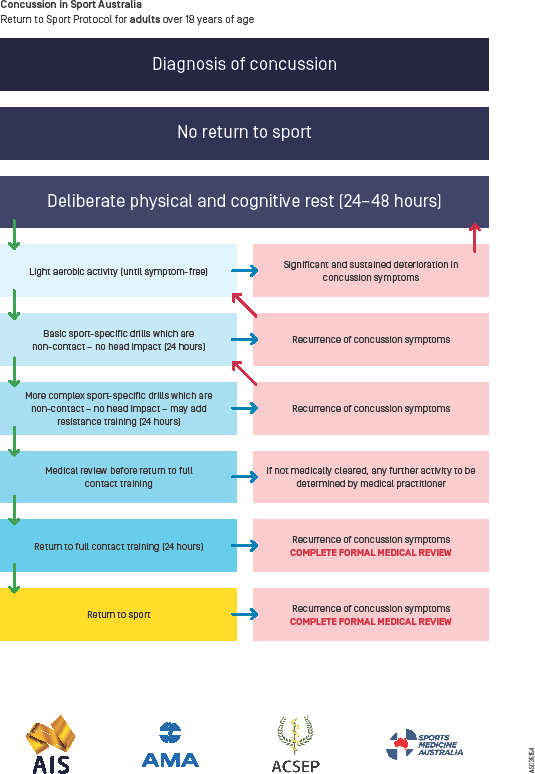 Concussion in Sport Australia
Return to Sport Protocol for adults over 18 years of age
Diagnosis of concussion
No return to sport
Deliberate physical and cognitive rest (24–48 hours)
Light aerobic activity (until symptom-free)
Significant and sustained deterioration in
concussion symptoms
Basic sport-specific drills which are
non-contact – no head impact (24 hours)
Recurrence of concussion symptoms
More complex sport-specific drills which are
non-contact – no head impact – may add
resistance training (24 hours)
Recurrence of concussion symptoms
Medical review before return to full
contact training
If not medically cleared, any further activity to be
determined by medical practitioner
Return to full contact training (24 hours)
Recurrence of concussion symptoms
COMPLETE FORMAL MEDICAL REVIEW
Return to sport
Recurrence of concussion symptoms
COMPLETE FORMAL MEDICAL REVIEW
AIS
AMA
ACSEP
SPORTS
MEDICINE
AUSTRALIA